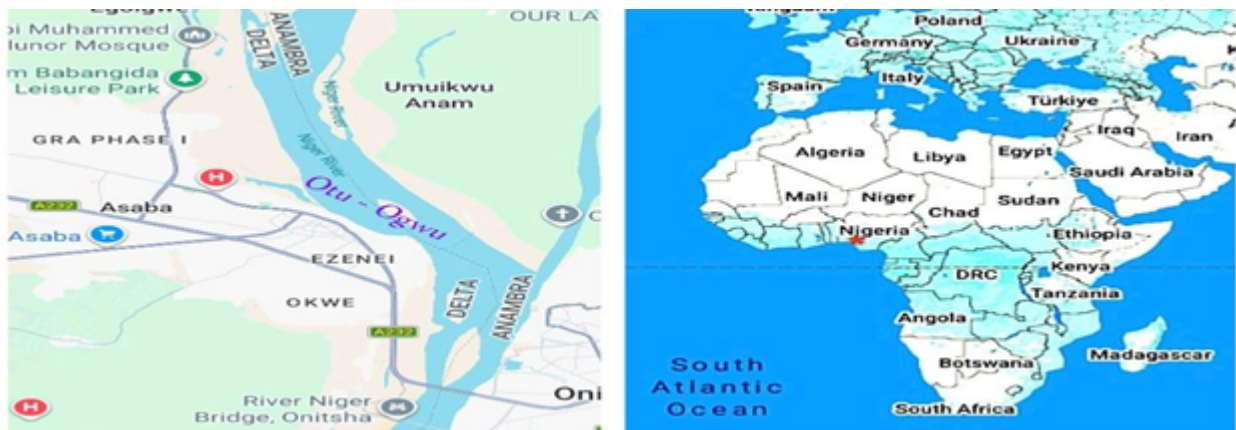 Egbigwe
bi Muhammed
lunor Mosque
m Babangida
Leisure Park
GRA PHASE I
ANAMBRA
DELTA
OUR LA
Umuikwu
Anam
Niger River
Niger River
Otu - Ogwu
A232
Asaba
Asaba
EZENEI
OKWE
DELTA
ANAMBRA
A232
River Niger
Bridge, Onitsha
Oni
Poland
Germany
Ukraine
Italy
Spain
Türkiye
Iraq
Iran
Algeria
Libya
Egypt
Saudi Arabia
Mali
Niger
Chad
Sudan
Nigeria
Ethiopia
DRC
Kenya
Tanzania
Angola
Botswana
Madagascar
South Africa
South
Atlantic
Ocean